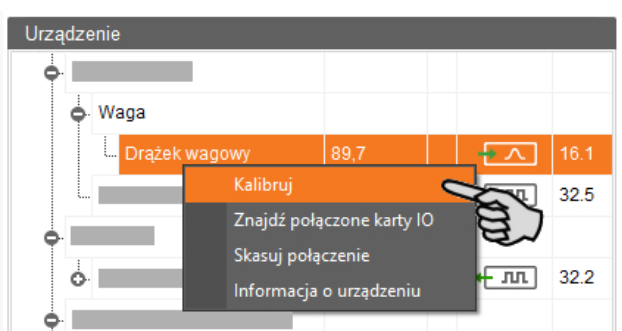 Urządzenie
Waga
Drążek wagowy 89,7 16.1
Kalibruj
32.5
Znajdź połączone karty IO
Skasuj połączenie
Informacja o urządzeniu
32.2